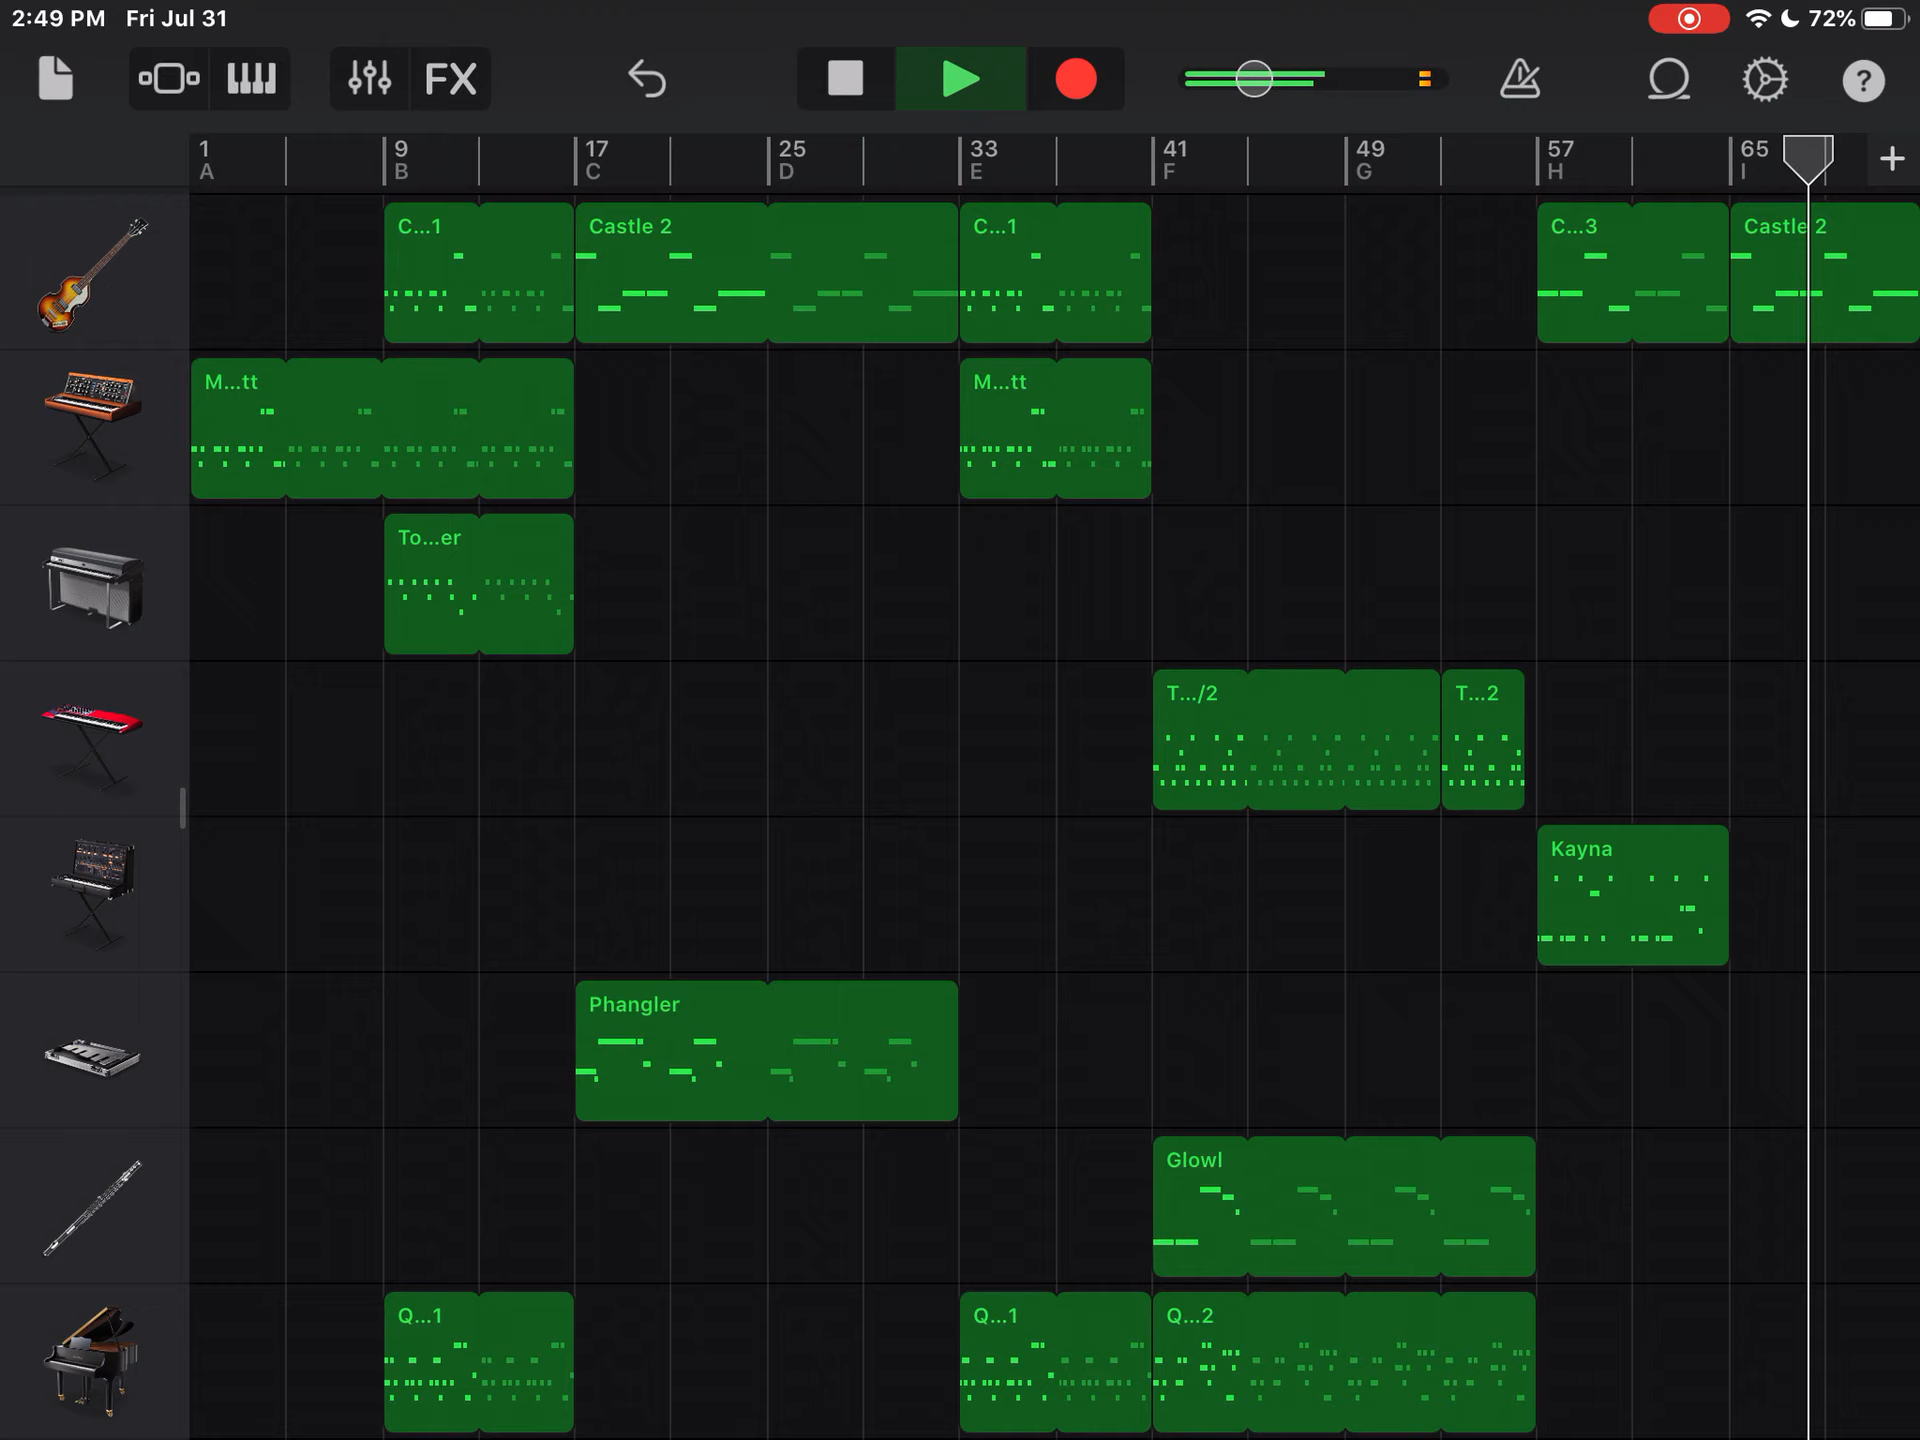 2:49 PM Fri Jul 31 72%
FX ?
1 9 17 25 33 41 49 57 65
A B C D E F G H I +
C...1 Castle 2 C...1 C...3 Castle 2
M...tt M...tt
To...er
T.../2 T...2
Kayna
Phangler
Glowl
Q...1 Q...1 Q...2